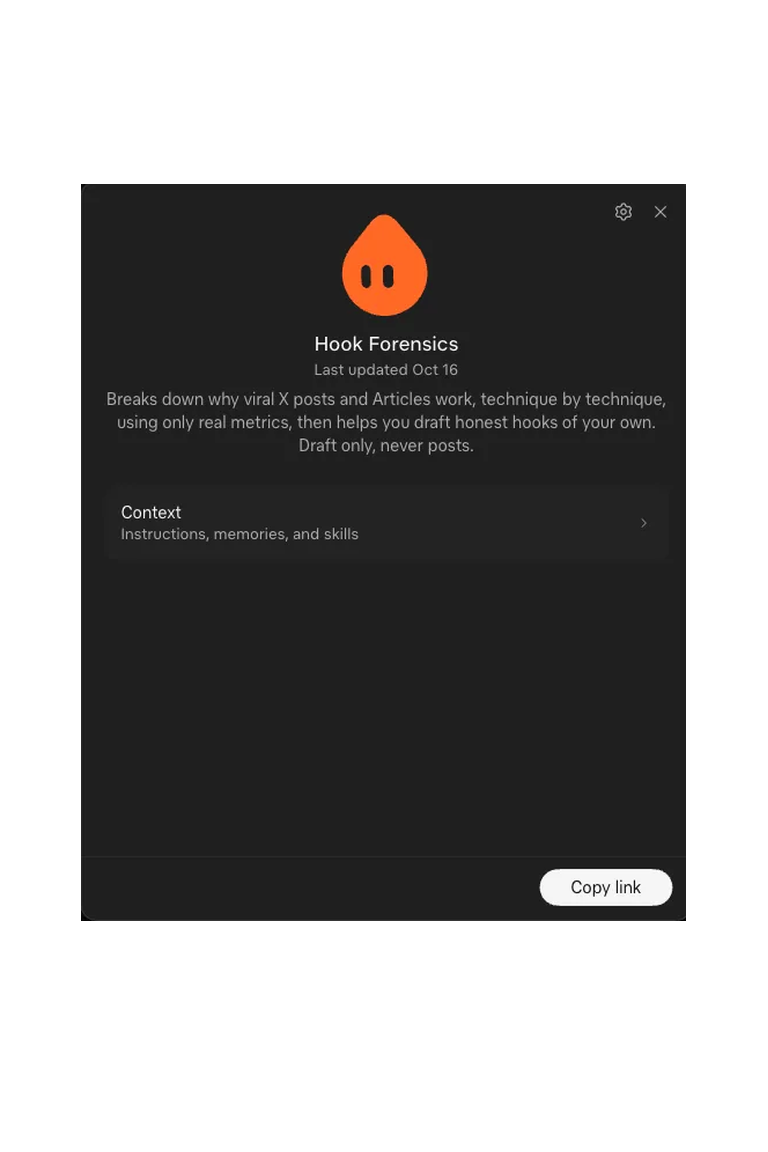 Hook Forensics
Last updated Oct 16
Breaks down why viral X posts and Articles work, technique by technique,
using only real metrics, then helps you draft honest hooks of your own.
Draft only, never posts.
Context
Instructions, memories, and skills
Copy link